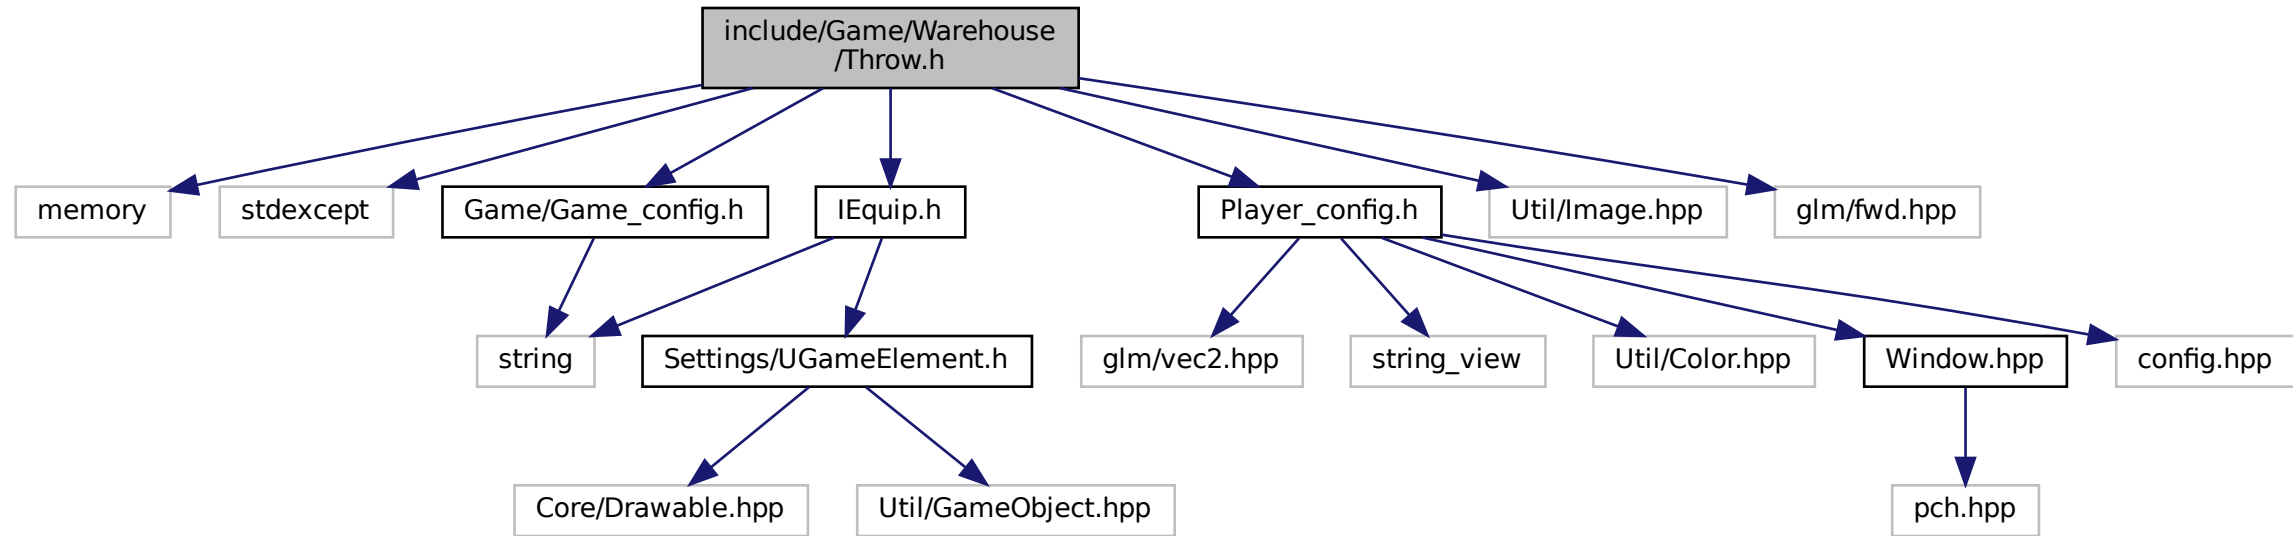 include/Game/Warehouse
/Throw.h
memory
stdexcept
Game/Game_config.h
IEquip.h
Player_config.h
Util/Image.hpp
glm/fwd.hpp
string
Settings/UGameElement.h
glm/vec2.hpp
string_view
Util/Color.hpp
Window.hpp
config.hpp
Core/Drawable.hpp
Util/GameObject.hpp
pch.hpp